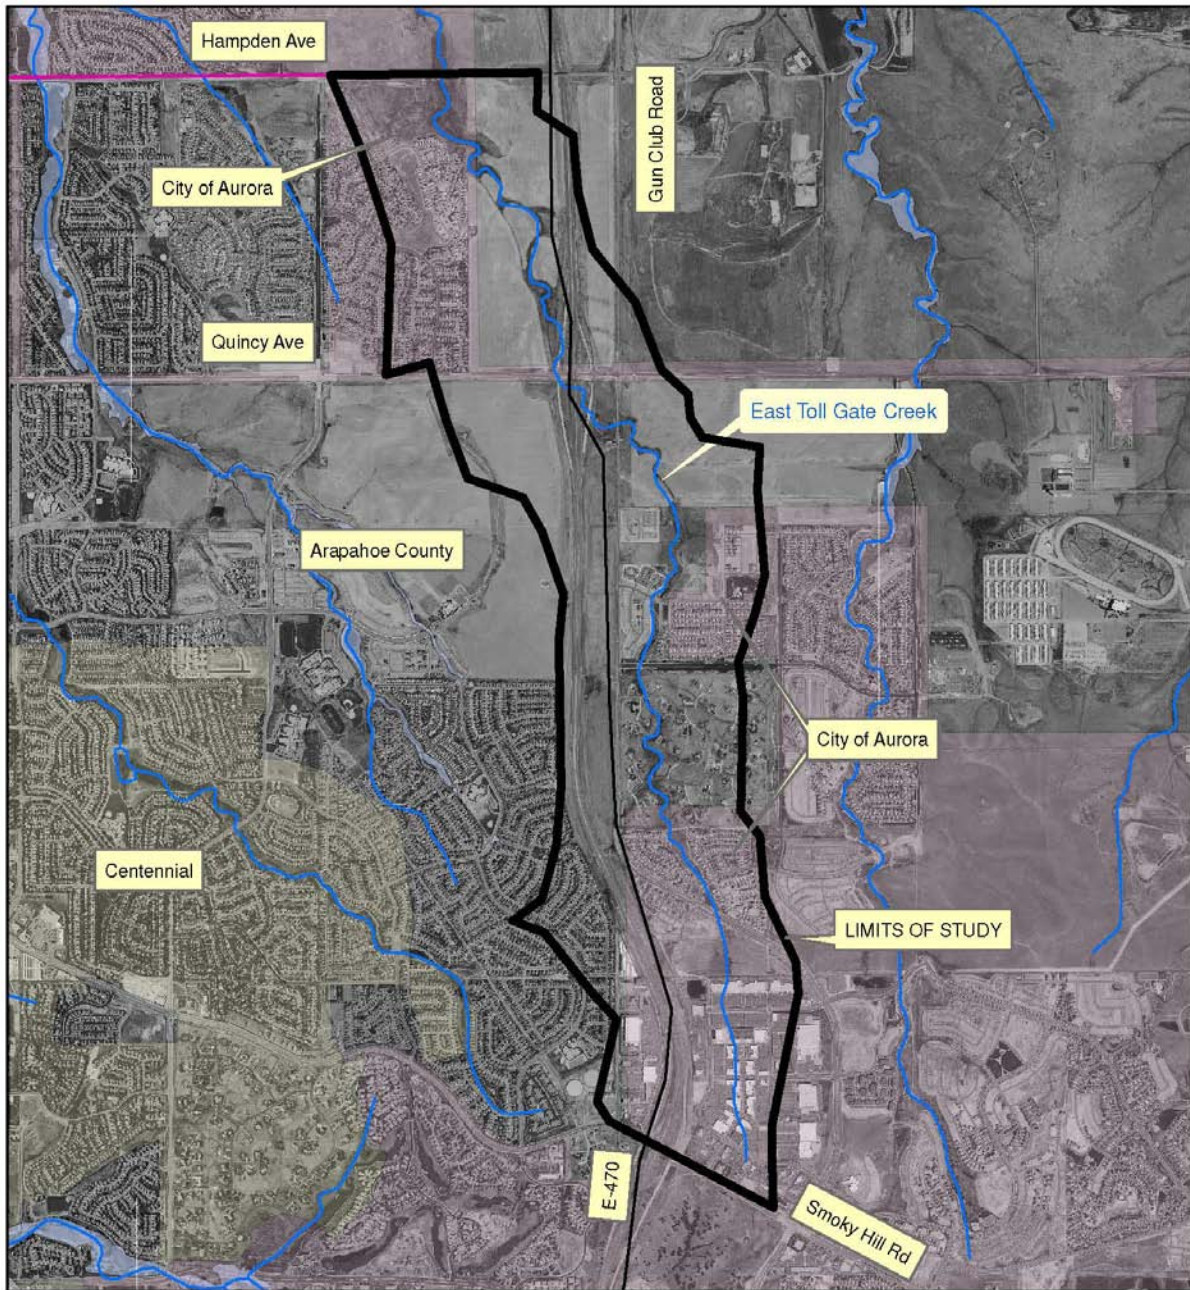 Hampden Ave
Gun Club Road
City of Aurora
Quincy Ave
East Toll Gate Creek
Arapahoe County
City of Aurora
Centennial
LIMITS OF STUDY
E-470
Smoky Hill Rd